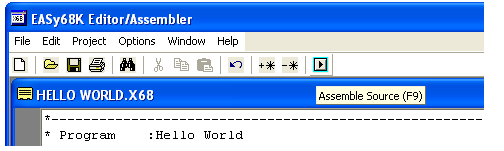 EASy68K Editor/Assembler
File Edit Project Options Window Help
+* -*
HELLO WORLD.X68
Assemble Source (F9)
*-----------------------------------------------------------
* Program    :Hello World